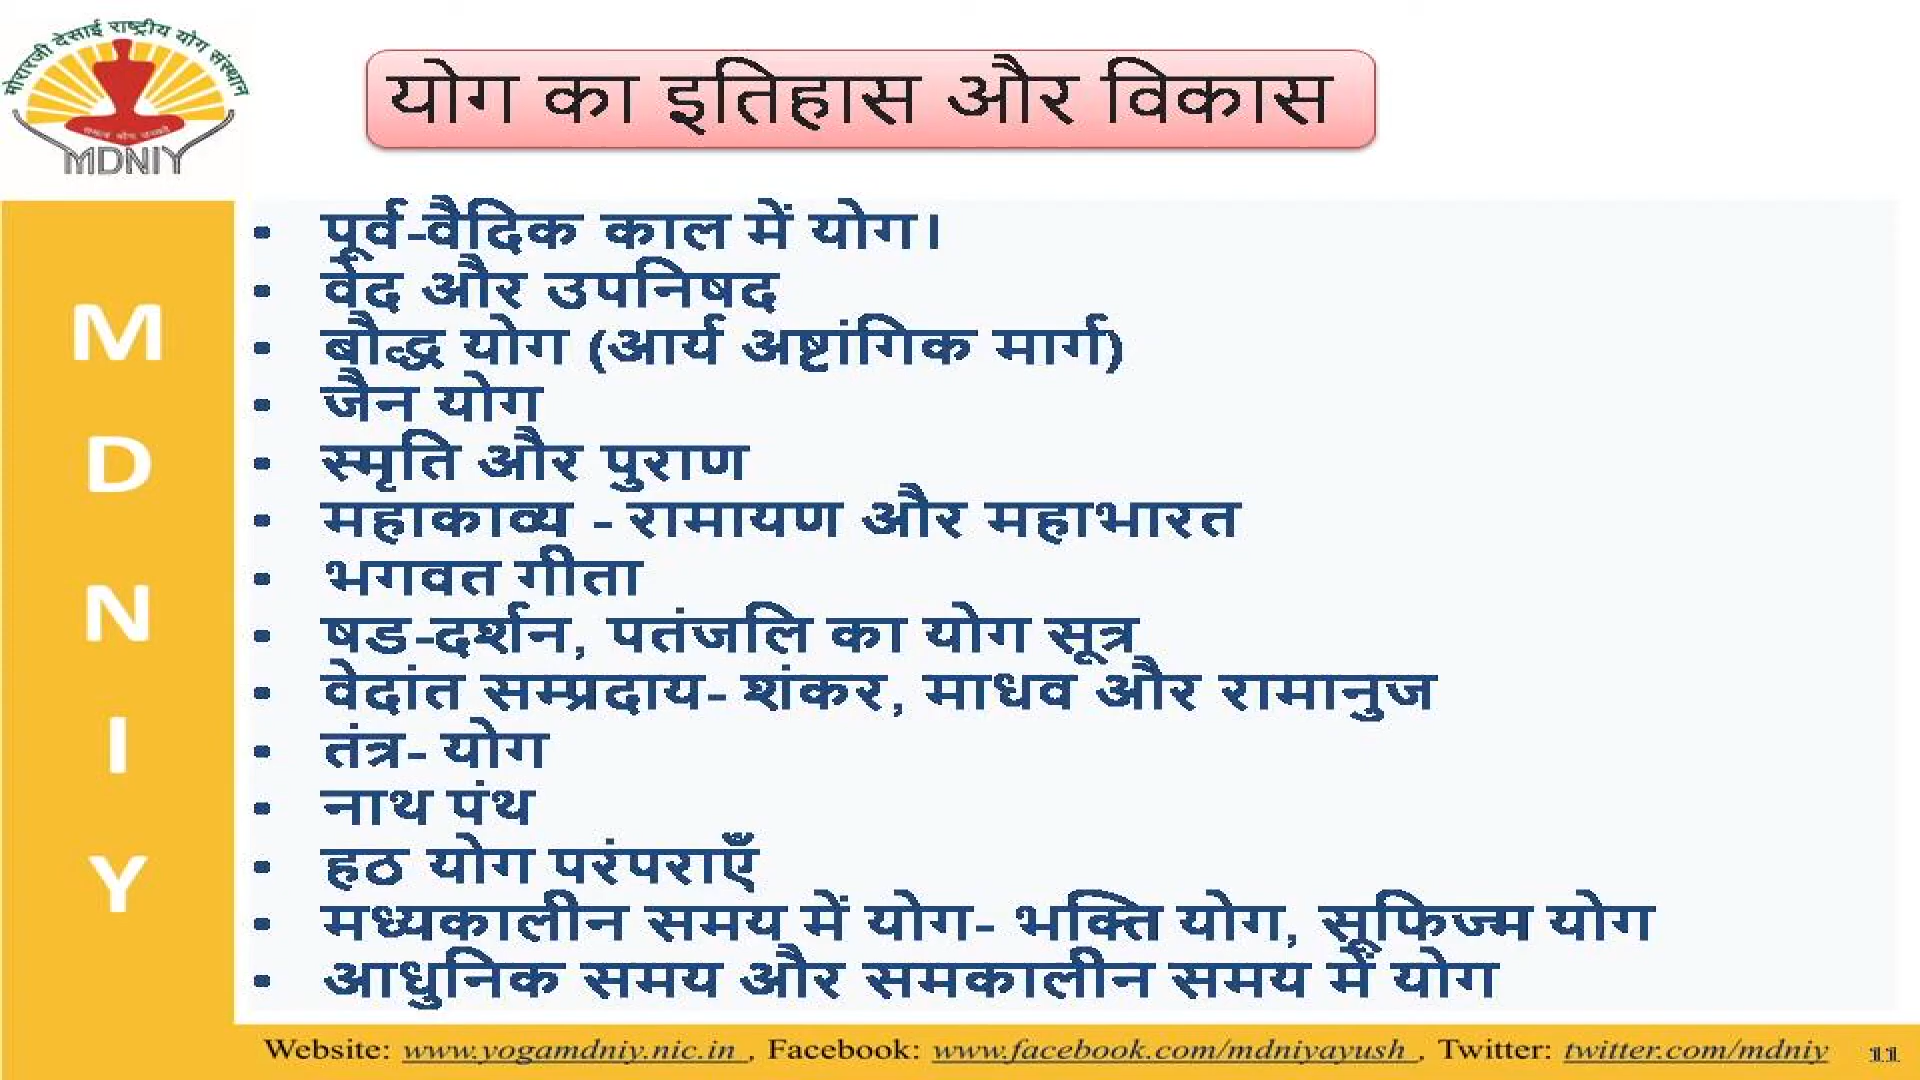 मोरारजी देसाई राष्ट्रीय योग संस्थान
MDNIY
योग का इतिहास और विकास
M
D
N
I
Y
• पूर्व-वैदिक काल में योग।
• वेद और उपनिषद
• बौद्ध योग (आर्य अष्टांगिक मार्ग)
• जैन योग
• स्मृति और पुराण
• महाकाव्य - रामायण और महाभारत
• भगवत गीता
• षड-दर्शन, पतंजलि का योग सूत्र
• वेदांत सम्प्रदाय- शंकर, माधव और रामानुज
• तंत्र- योग
• नाथ पंथ
• हठ योग परंपराएँ
• मध्यकालीन समय में योग- भक्ति योग, सूफिज्म योग
• आधुनिक समय और समकालीन समय में योग
Website: www.yogamdniy.nic.in , Facebook: www.facebook.com/mdniyayush , Twitter: twitter.com/mdniy 11